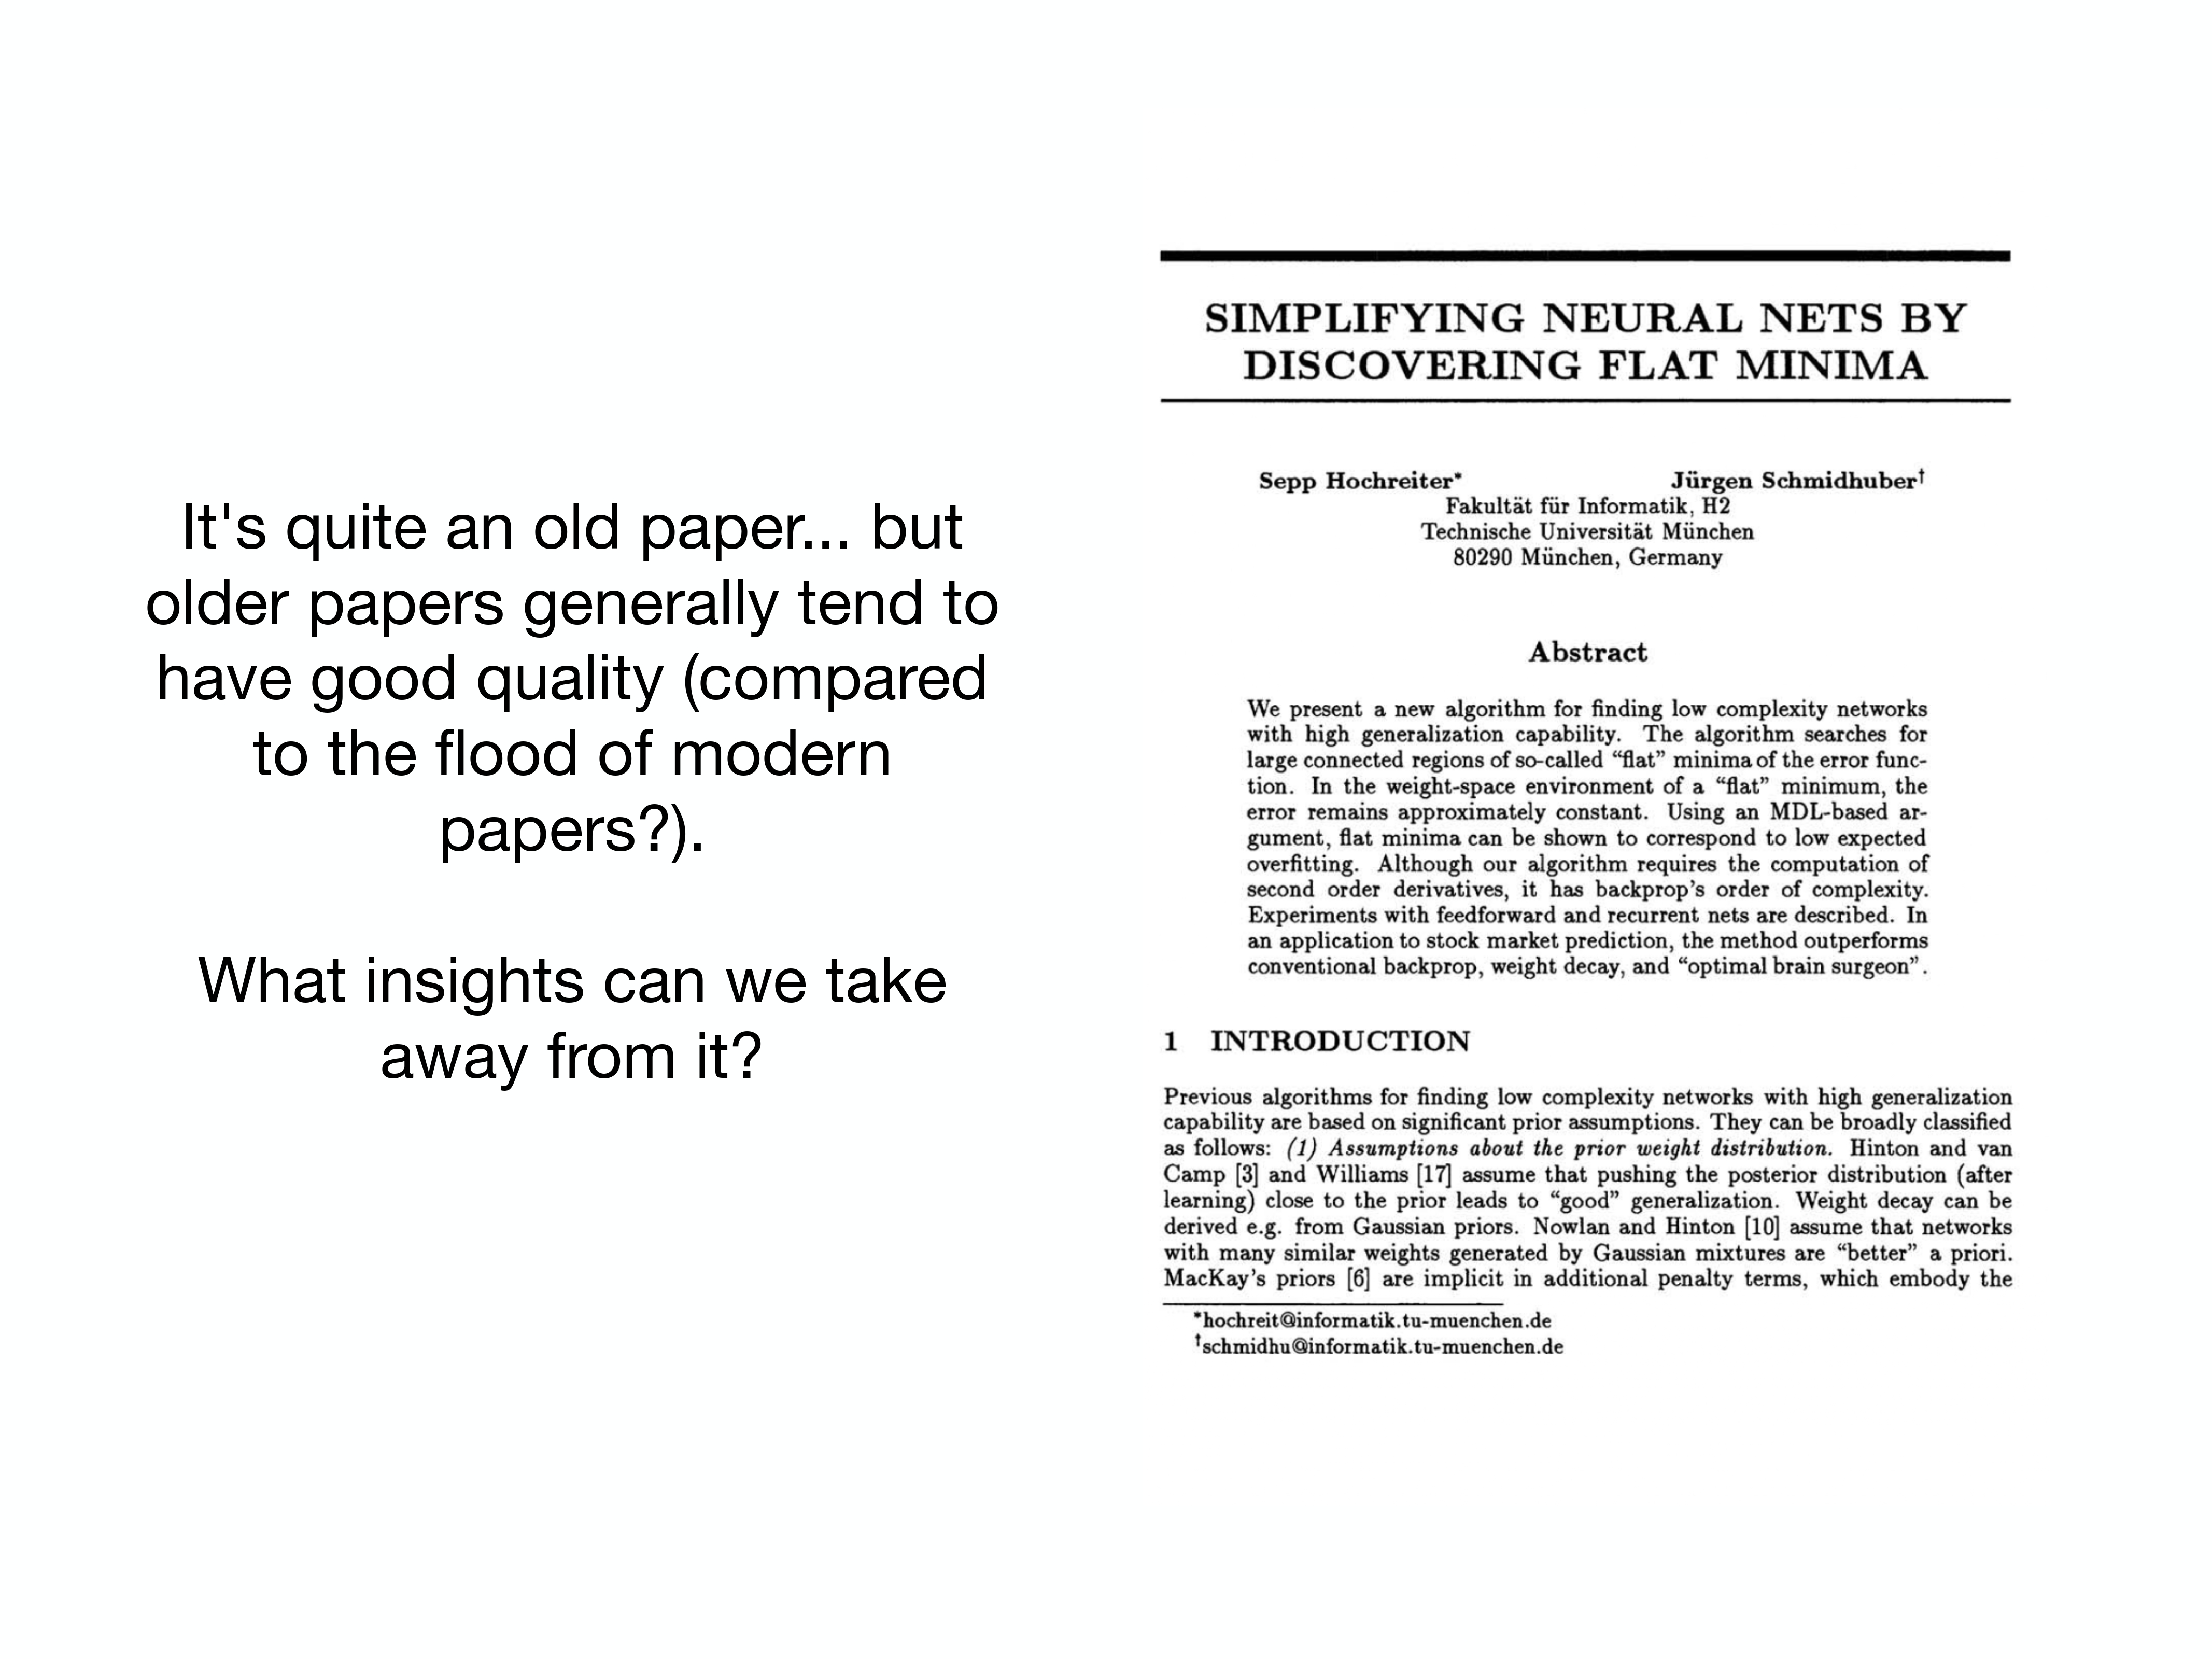 It's quite an old paper... but
older papers generally tend to
have good quality (compared
to the flood of modern
papers?).
What insights can we take
away from it?
SIMPLIFYING NEURAL NETS BY
DISCOVERING FLAT MINIMA
Sepp Hochreiter* Jürgen Schmidhuber†
Fakultät für Informatik, H2
Technische Universität München
80290 München, Germany
Abstract
We present a new algorithm for finding low complexity networks
with high generalization capability. The algorithm searches for
large connected regions of so-called “flat” minima of the error func-
tion. In the weight-space environment of a “flat” minimum, the
error remains approximately constant. Using an MDL-based ar-
gument, flat minima can be shown to correspond to low expected
overfitting. Although our algorithm requires the computation of
second order derivatives, it has backprop's order of complexity.
Experiments with feedforward and recurrent nets are described. In
an application to stock market prediction, the method outperforms
conventional backprop, weight decay, and “optimal brain surgeon”.
1 INTRODUCTION
Previous algorithms for finding low complexity networks with high generalization
capability are based on significant prior assumptions. They can be broadly classified
as follows: (1) Assumptions about the prior weight distribution. Hinton and van
Camp [3] and Williams [17] assume that pushing the posterior distribution (after
learning) close to the prior leads to “good” generalization. Weight decay can be
derived e.g. from Gaussian priors. Nowlan and Hinton [10] assume that networks
with many similar weights generated by Gaussian mixtures are “better” a priori.
MacKay's priors [6] are implicit in additional penalty terms, which embody the
*hochreit@informatik.tu-muenchen.de
†schmidhu@informatik.tu-muenchen.de